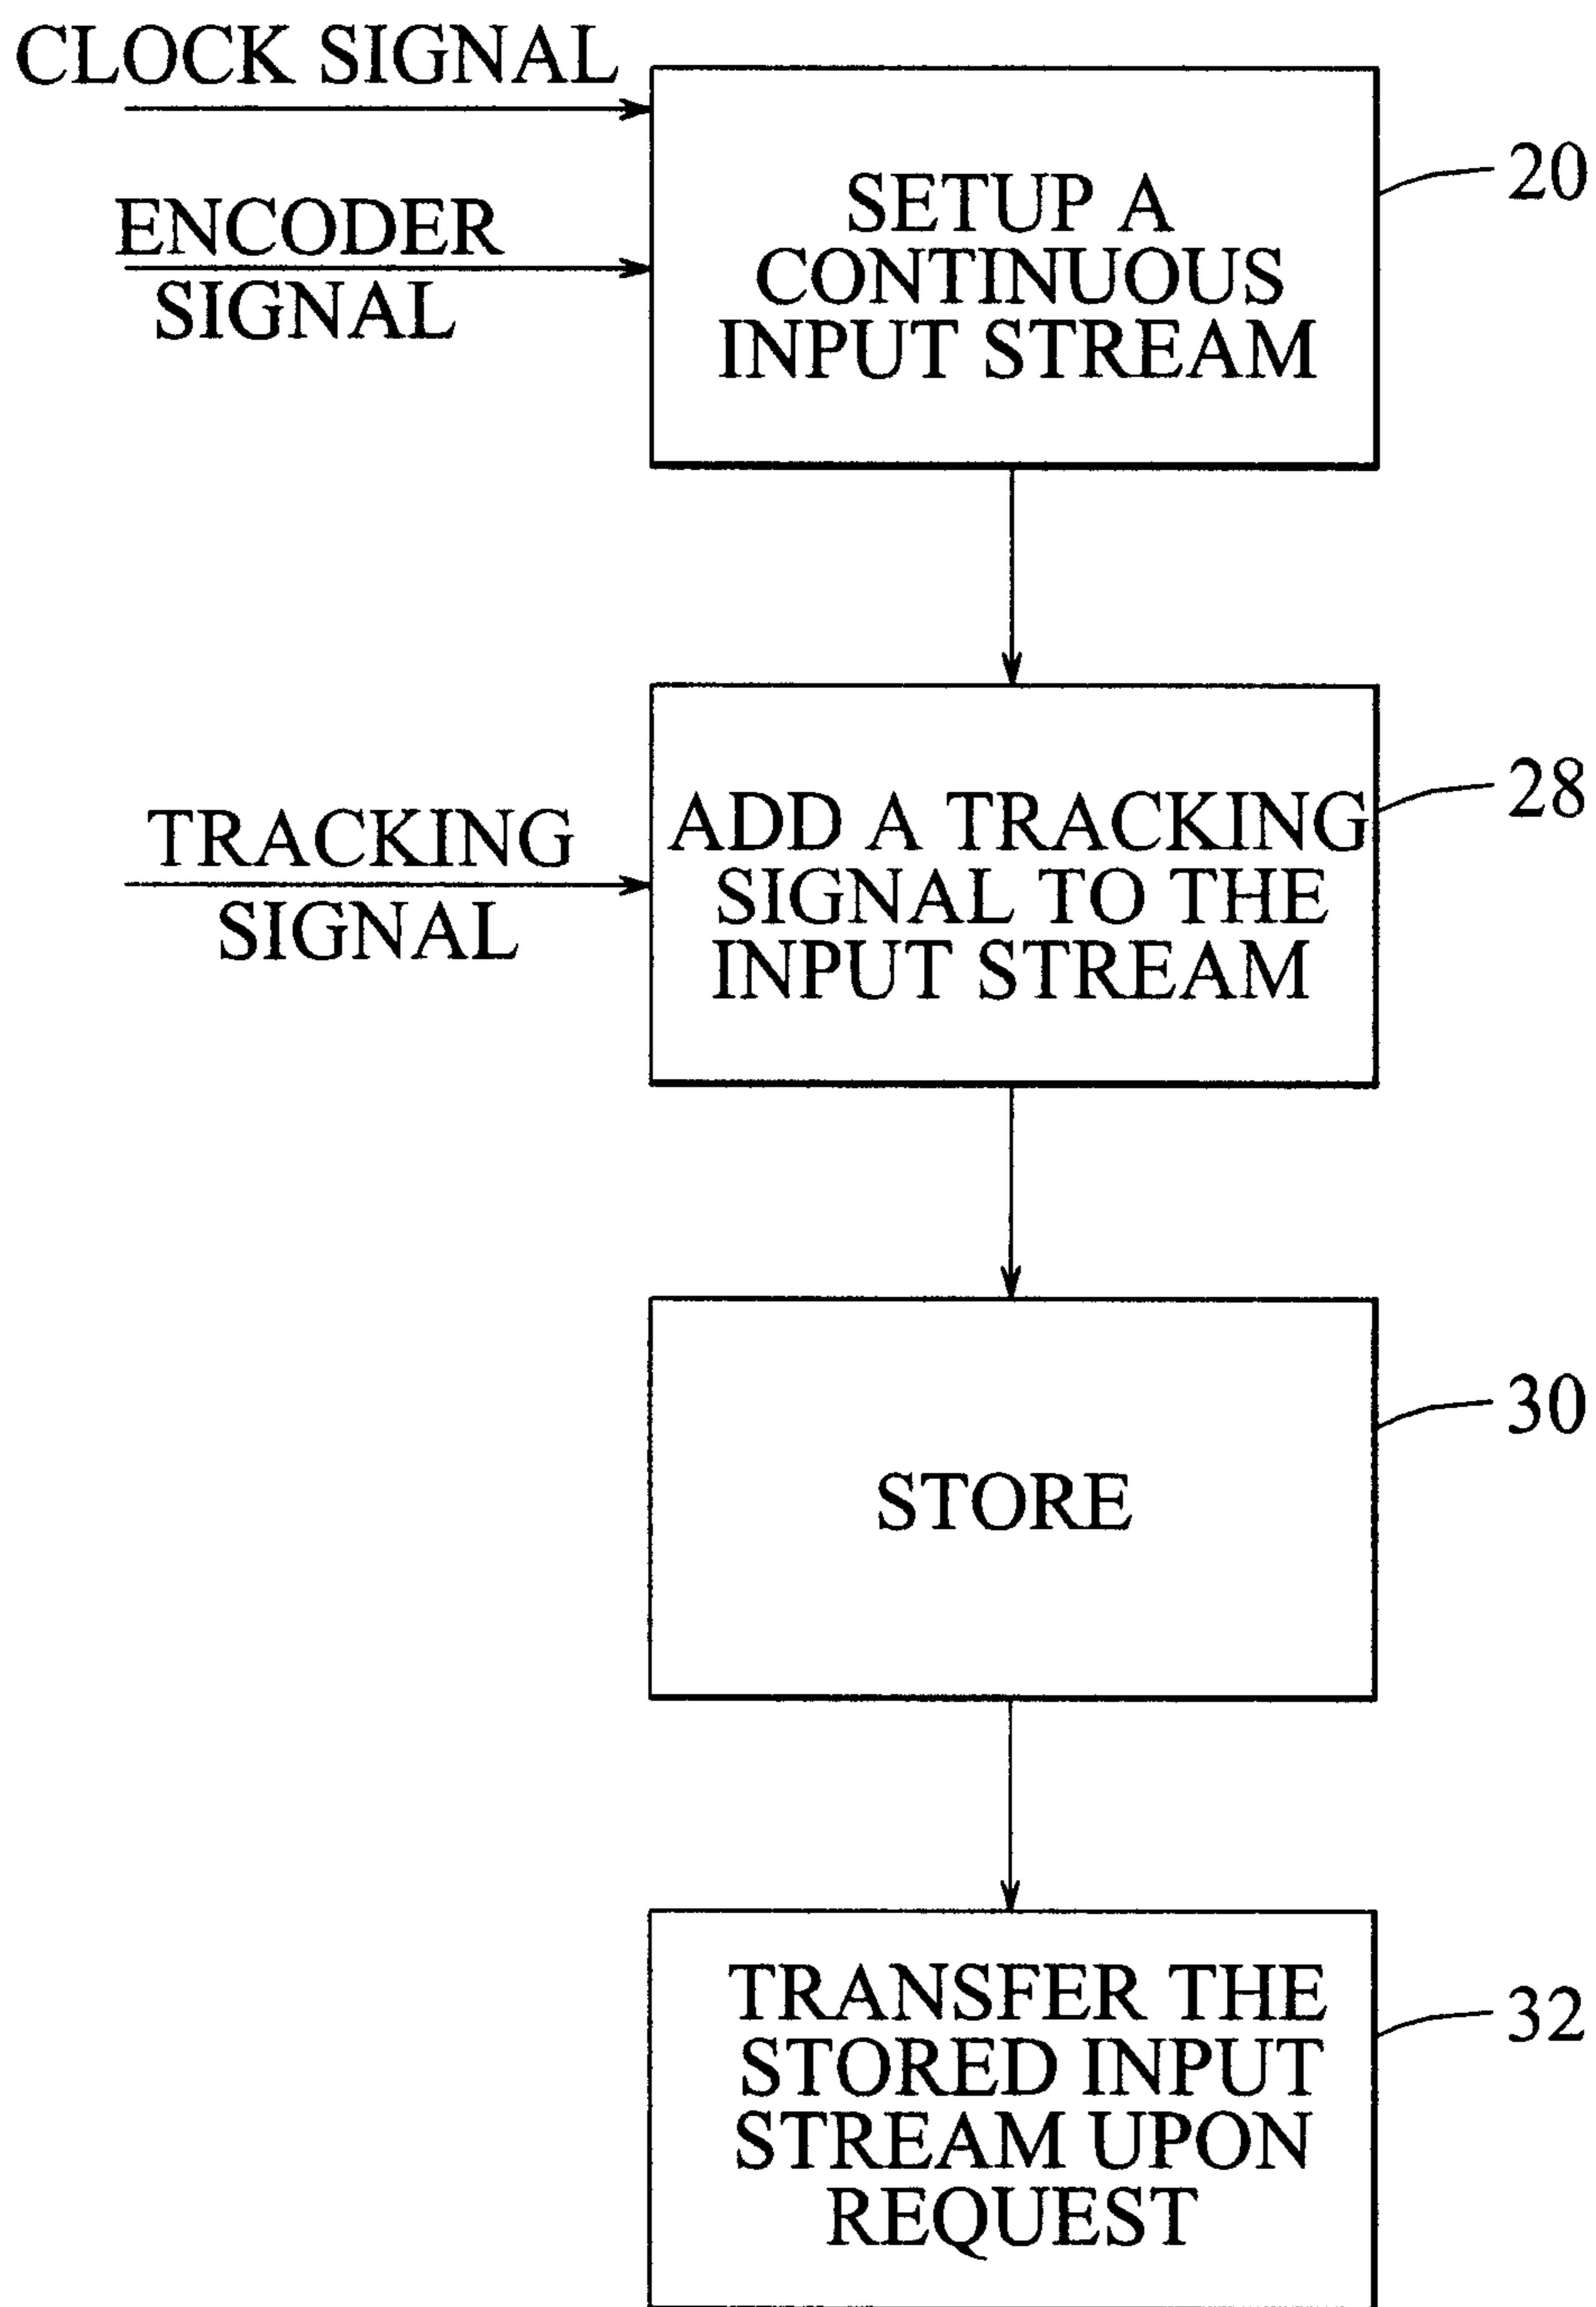 CLOCK SIGNAL
ENCODER
SIGNAL
SETUP A
CONTINUOUS
INPUT STREAM
20
TRACKING
SIGNAL
ADD A TRACKING
SIGNAL TO THE
INPUT STREAM
28
STORE
30
TRANSFER THE
STORED INPUT
STREAM UPON
REQUEST
32